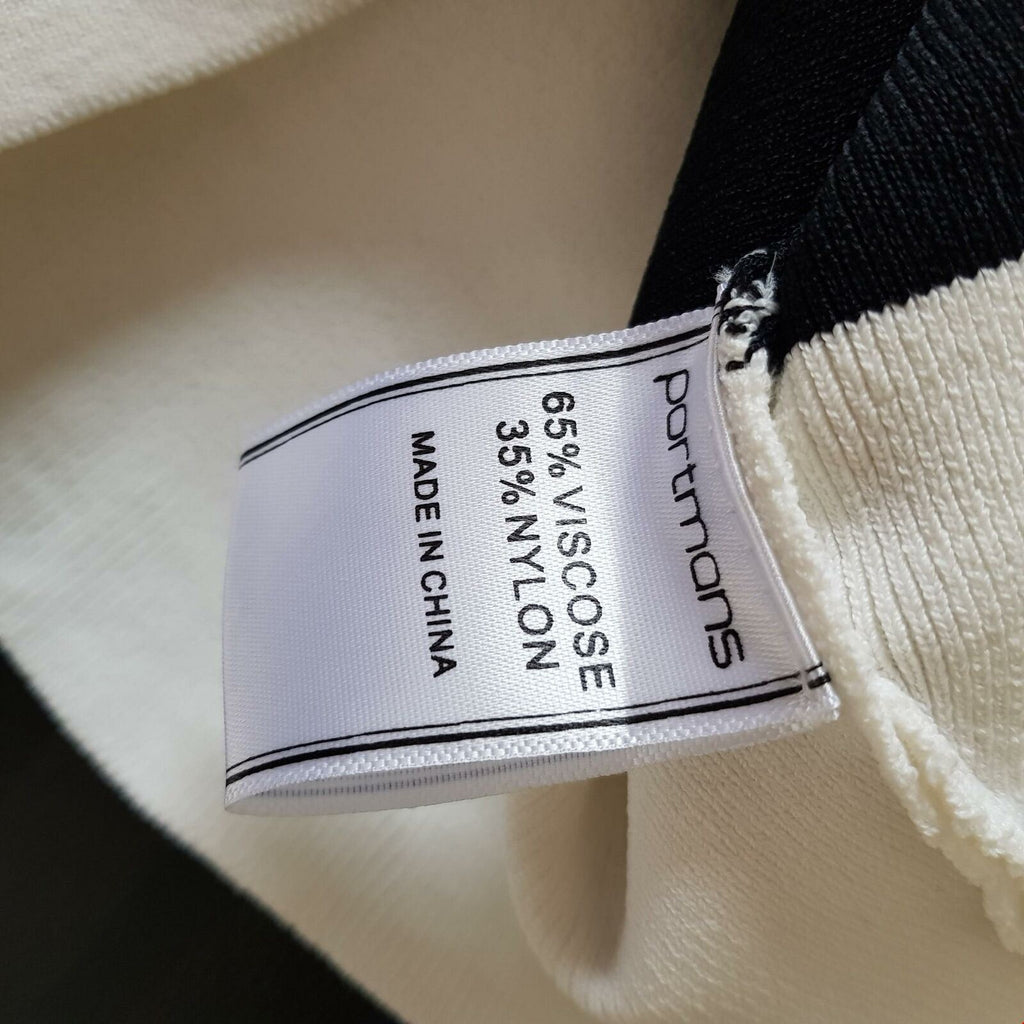 portmans
65% VISCOSE
35% NYLON
MADE IN CHINA